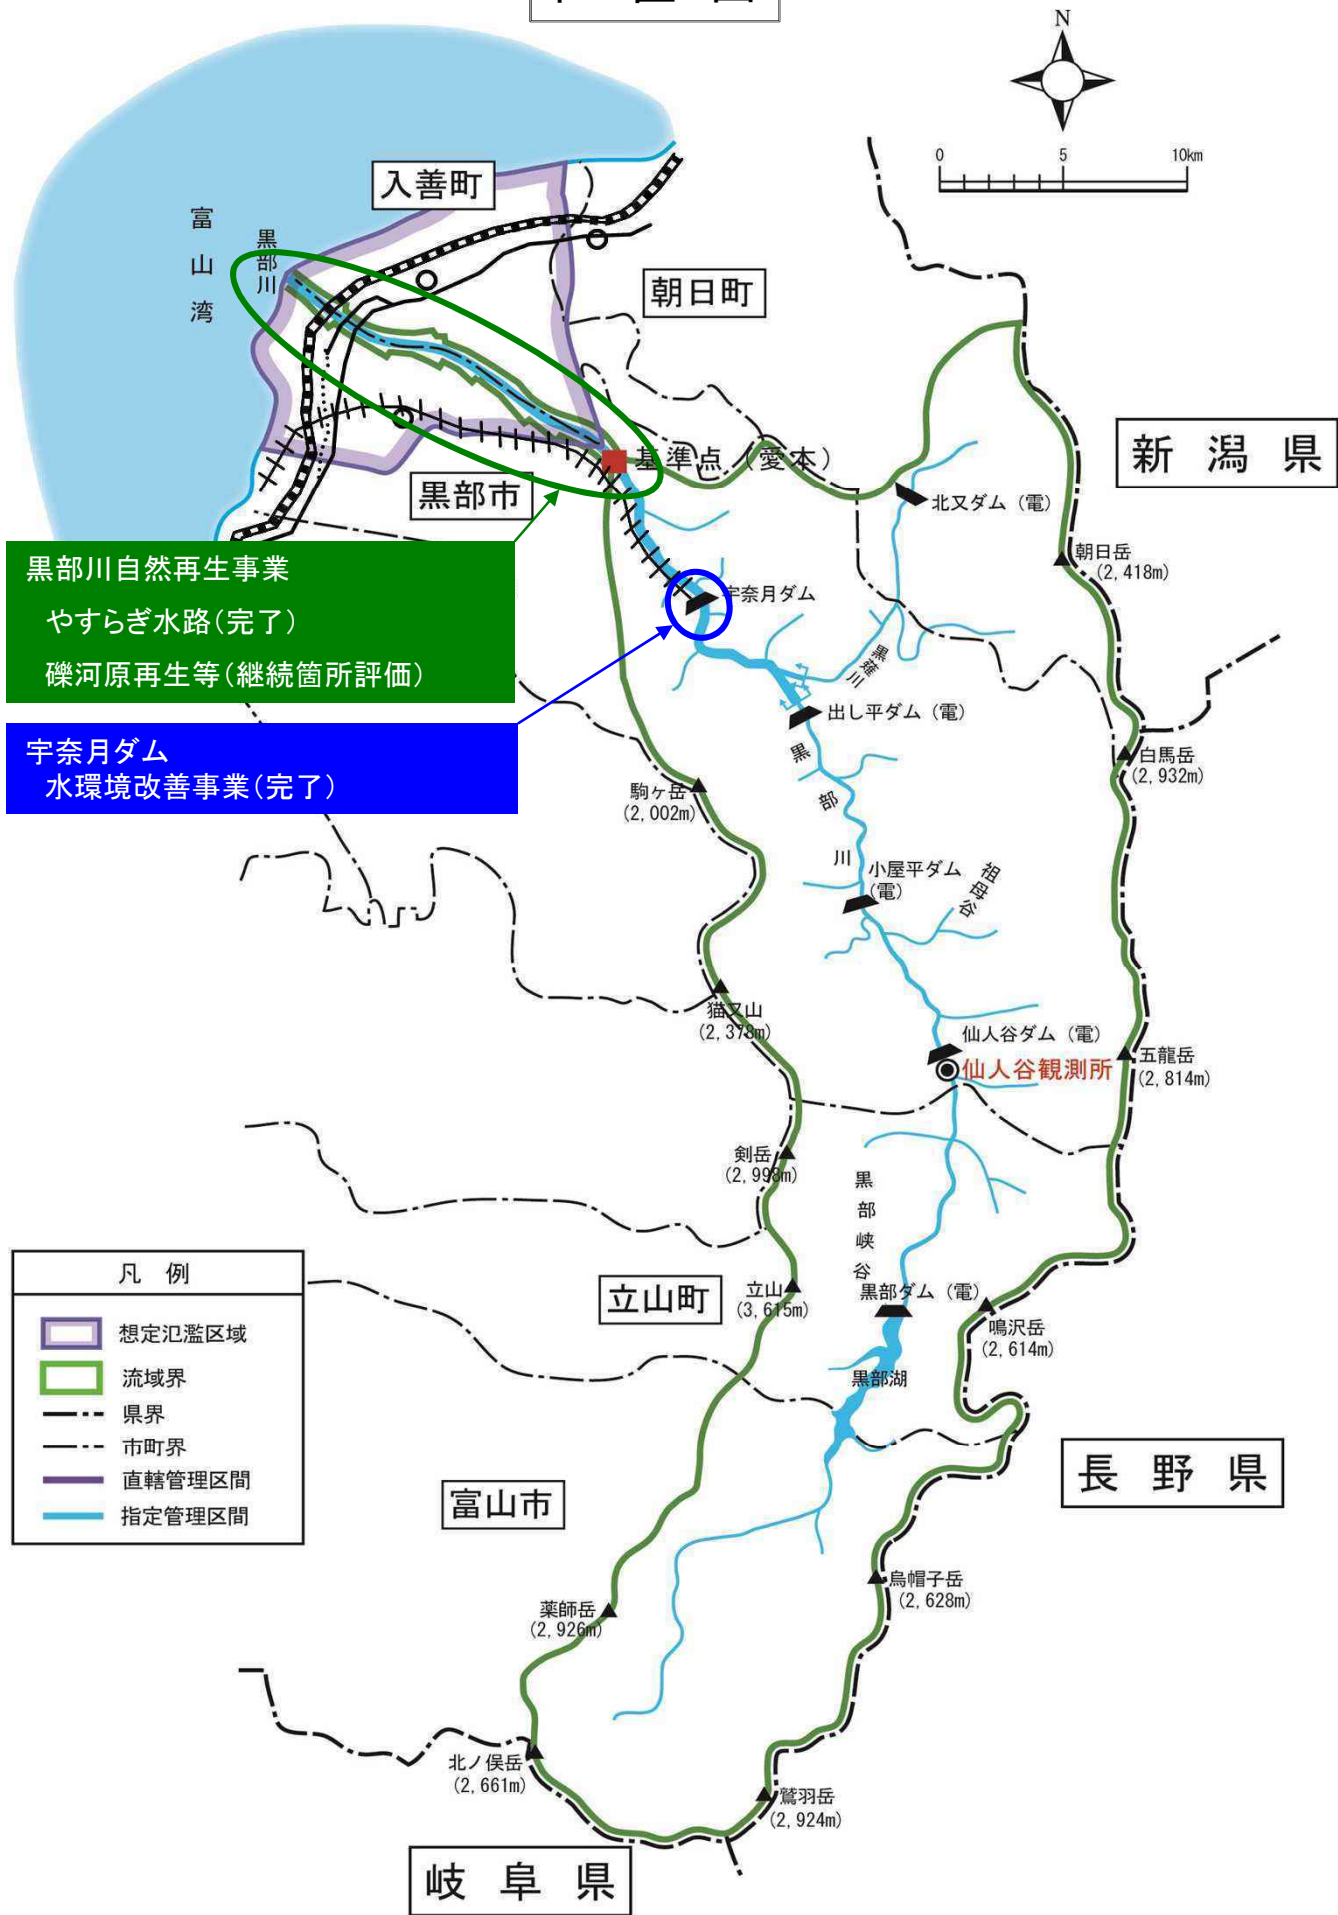 N
0 5 10km
入善町
富山湾
黒部川
朝日町
新潟県
基準点（愛本）
黒部市
北又ダム（電）
朝日岳
(2,418m)
黒部川自然再生事業
やすらぎ水路（完了）
礫河原再生等（継続箇所評価）
宇奈月ダム
黒薙川
出し平ダム（電）
宇奈月ダム
水環境改善事業（完了）
白馬岳
(2,932m)
駒ヶ岳
(2,002m)
黒部川
小屋平ダム
（電）
祖母谷
猫又山
(2,378m)
仙人谷ダム（電）
仙人谷観測所
五龍岳
(2,814m)
剣岳
(2,998m)
黒部峡谷
立山町
立山
(3,615m)
黒部ダム（電）
鳴沢岳
(2,614m)
黒部湖
凡例
想定氾濫区域
流域界
県界
市町界
直轄管理区間
指定管理区間
長野県
富山市
烏帽子岳
(2,628m)
薬師岳
(2,926m)
北ノ俣岳
(2,661m)
鷲羽岳
(2,924m)
岐阜県